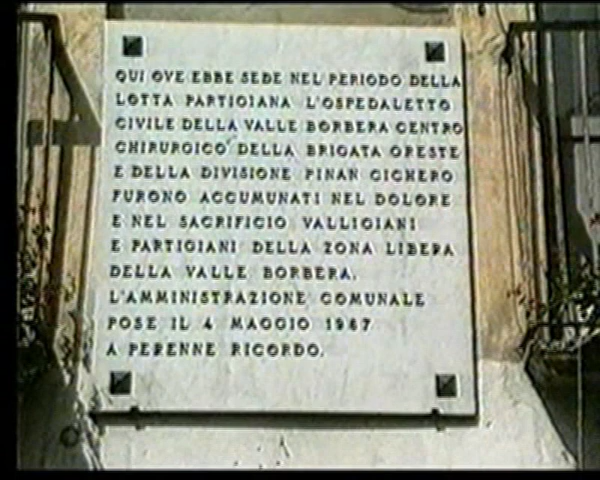 QUI OVE EBBE SEDE NEL PERIODO DELLA
LOTTA PARTIGIANA L'OSPEDALETTO
CIVILE DELLA VALLE BORBERA CENTRO
CHIRURGICO DELLA BRIGATA ORESTE
E DELLA DIVISIONE PINAN CICHERO
FURONO ACCUMUNATI NEL DOLORE
E NEL SACRIFICIO VALLIGIANI
E PARTIGIANI DELLA ZONA LIBERA
DELLA VALLE BORBERA.
L'AMMINISTRAZIONE COMUNALE
POSE IL 4 MAGGIO 1967
A PERENNE RICORDO.